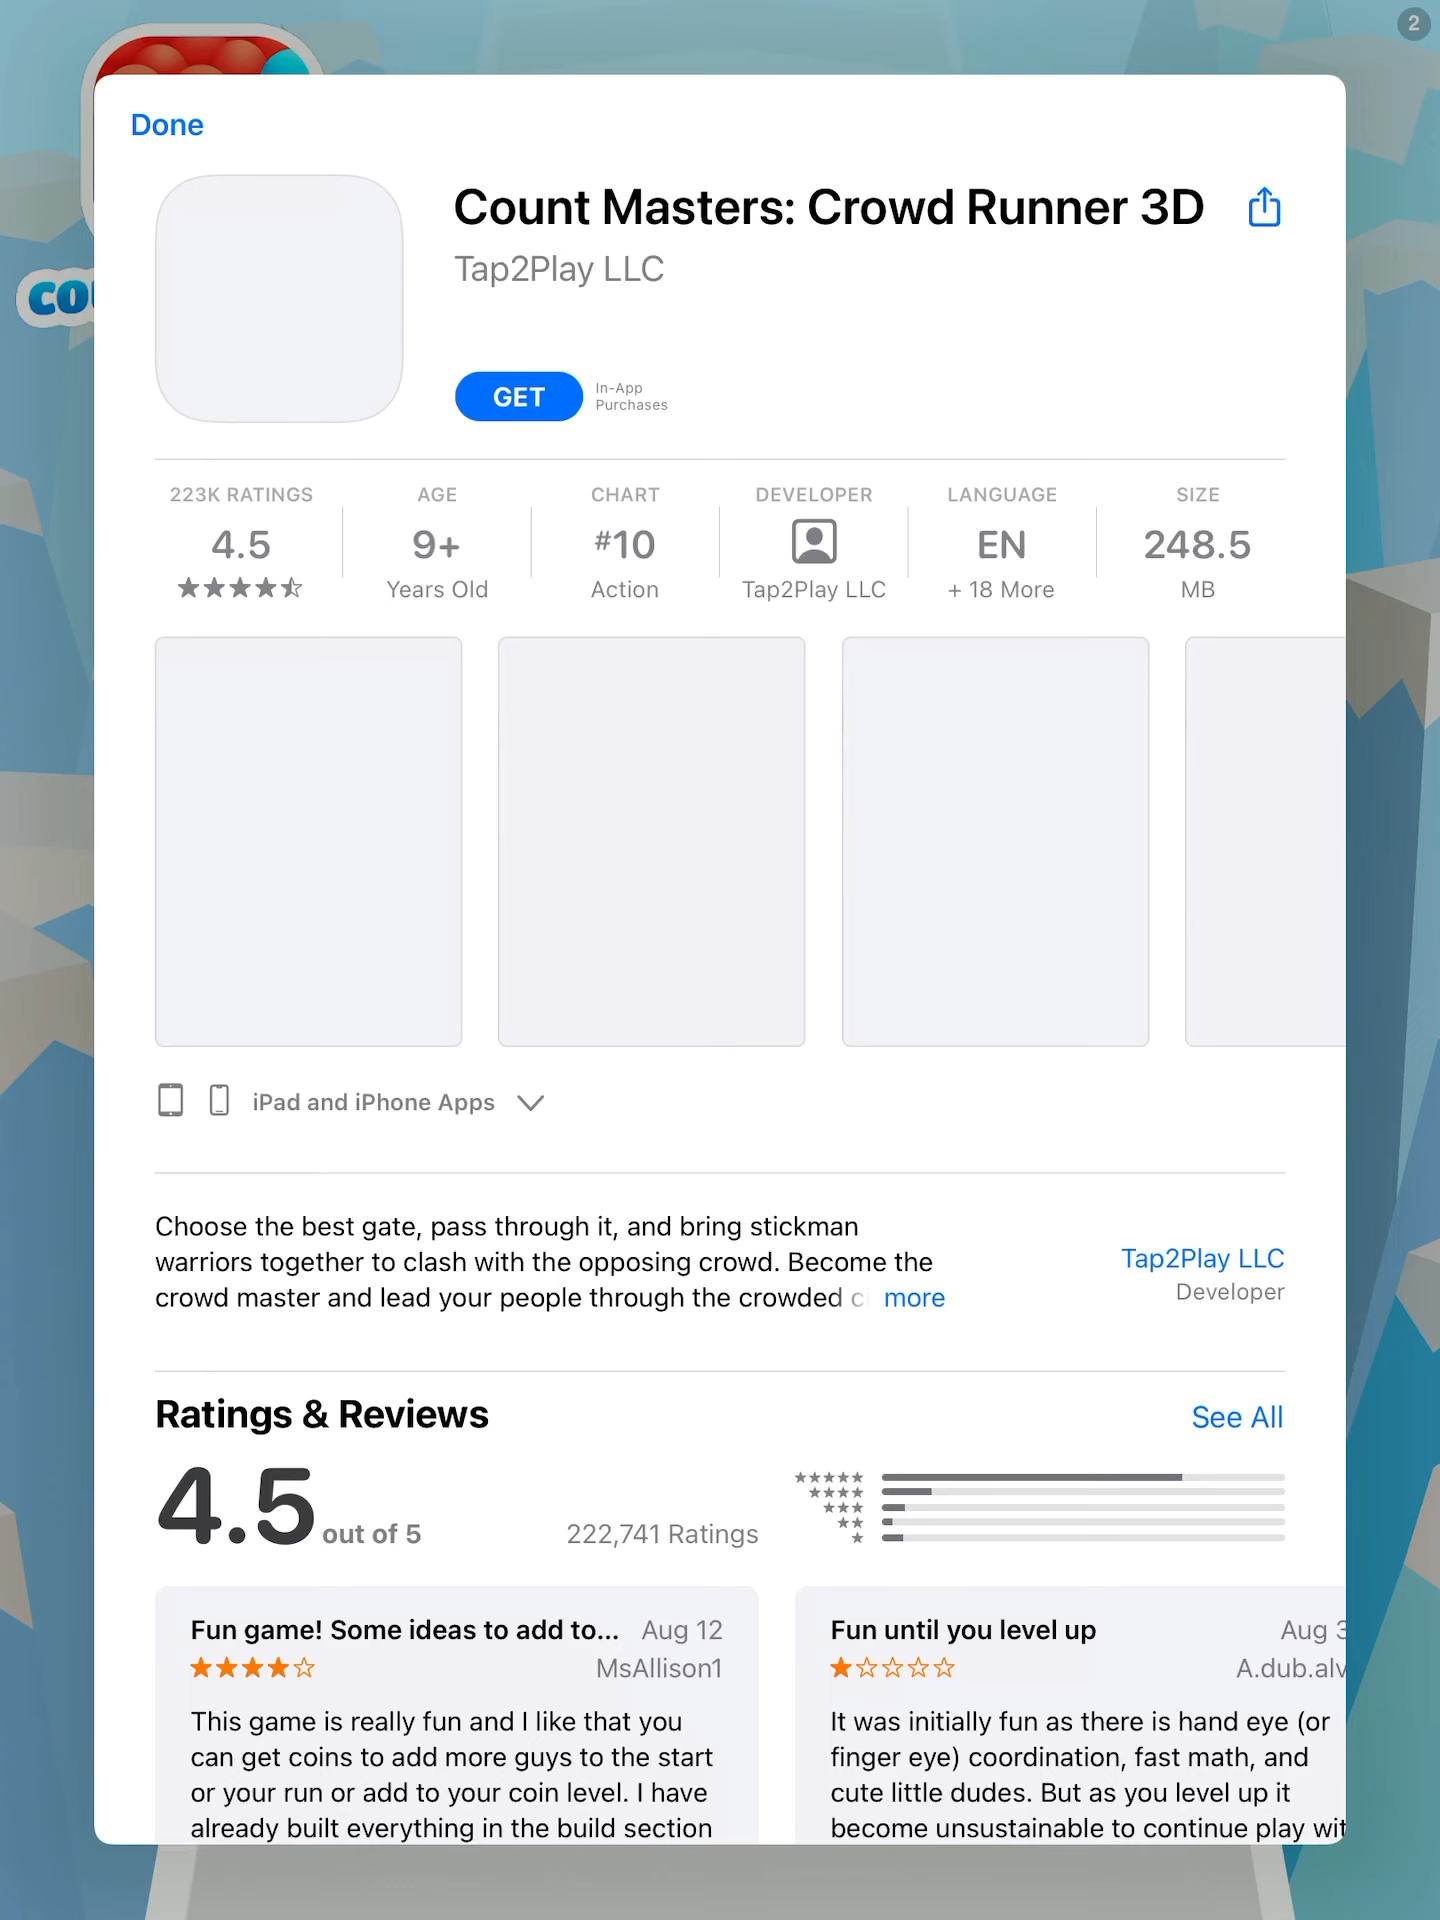 2
Done
Count Masters: Crowd Runner 3D
Tap2Play LLC
GET
In-App
Purchases
223K RATINGS
4.5
AGE
9+
Years Old
CHART
#10
Action
DEVELOPER
Tap2Play LLC
LANGUAGE
EN
+ 18 More
SIZE
248.5
MB
iPad and iPhone Apps
Choose the best gate, pass through it, and bring stickman
warriors together to clash with the opposing crowd. Become the
crowd master and lead your people through the crowded more
Tap2Play LLC
Developer
Ratings & Reviews
See All
4.5 out of 5
222,741 Ratings
Fun game! Some ideas to add to... Aug 12
MsAllison1
This game is really fun and I like that you
can get coins to add more guys to the start
or your run or add to your coin level. I have
already built everything in the build section
Fun until you level up Aug 3
A.dub.alv
It was initially fun as there is hand eye (or
finger eye) coordination, fast math, and
cute little dudes. But as you level up it
become unsustainable to continue play wit